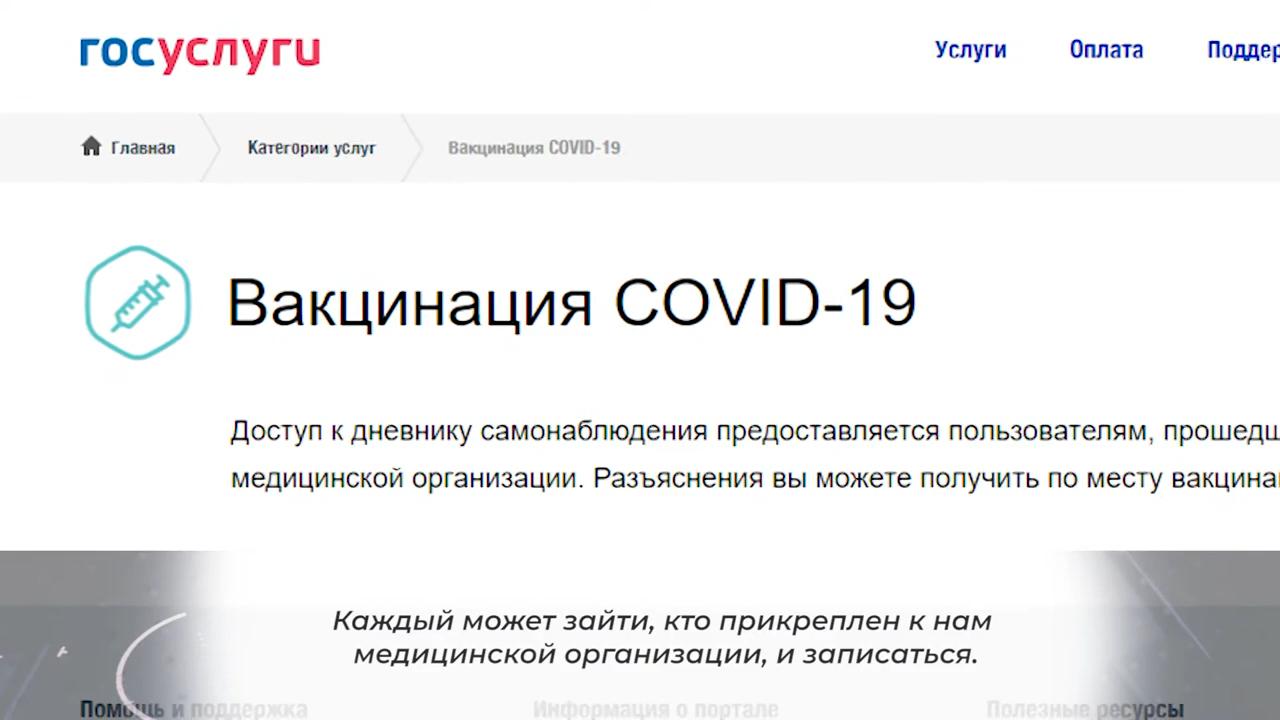 госуслуги
Услуги Оплата
Главная Категории услуг Вакцинация COVID-19
Вакцинация COVID-19
Доступ к дневнику самонаблюдения предоставляется пользователям,
медицинской организации. Разъяснения вы можете получить по месту
Каждый может зайти, кто прикреплен к нам
медицинской организации, и записаться.
Помощь и поддержка Информация о портале Полезные ресурсы